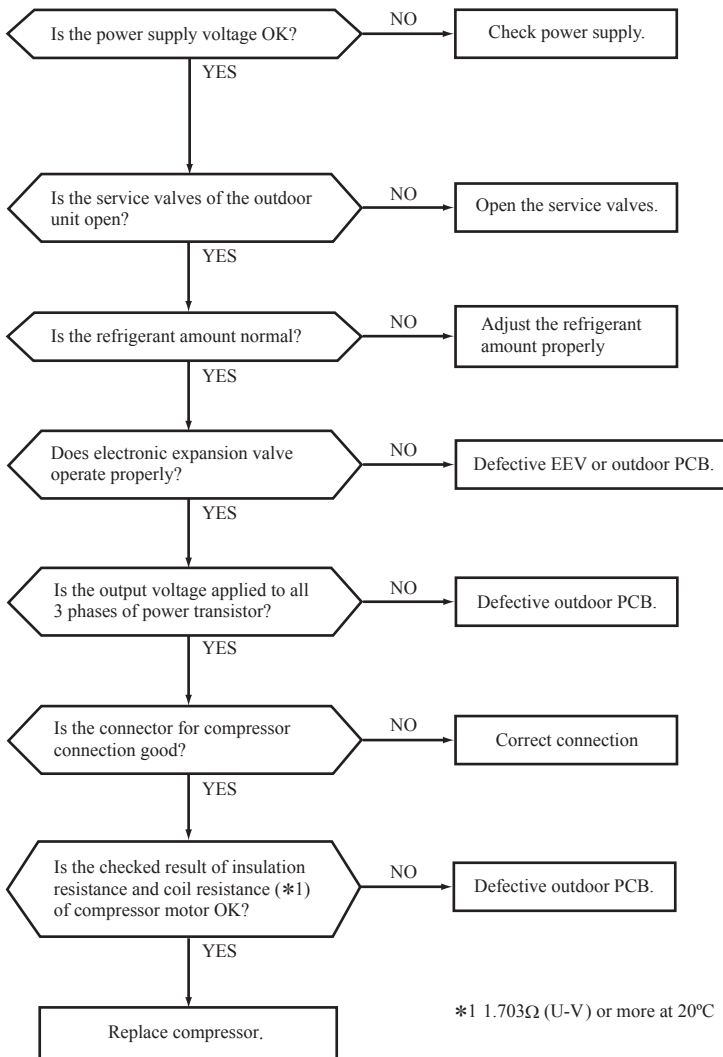 Is the power supply voltage OK?
NO
Check power supply.
YES
Is the service valves of the outdoor
unit open?
NO
Open the service valves.
YES
Is the refrigerant amount normal?
NO
Adjust the refrigerant
amount properly
YES
Does electronic expansion valve
operate properly?
NO
Defective EEV or outdoor PCB.
YES
Is the output voltage applied to all
3 phases of power transistor?
NO
Defective outdoor PCB.
YES
Is the connector for compressor
connection good?
NO
Correct connection
YES
Is the checked result of insulation
resistance and coil resistance (✻1)
of compressor motor OK?
NO
Defective outdoor PCB.
YES
Replace compressor.
✻1 1.703Ω (U-V) or more at 20ºC